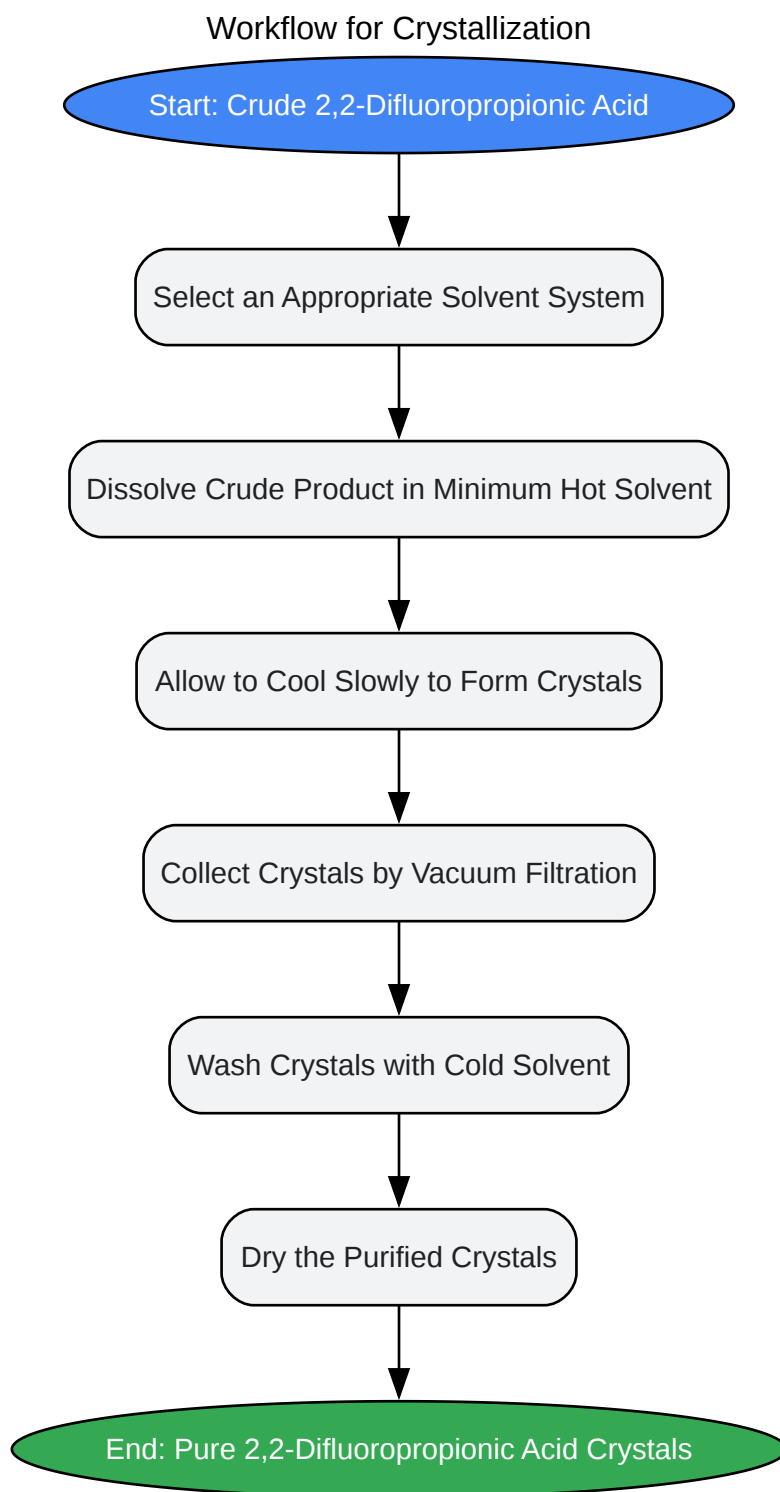 Workflow for Crystallization
Start: Crude 2,2-Difluoropropionic Acid
Select an Appropriate Solvent System
Dissolve Crude Product in Minimum Hot Solvent
Allow to Cool Slowly to Form Crystals
Collect Crystals by Vacuum Filtration
Wash Crystals with Cold Solvent
Dry the Purified Crystals
End: Pure 2,2-Difluoropropionic Acid Crystals